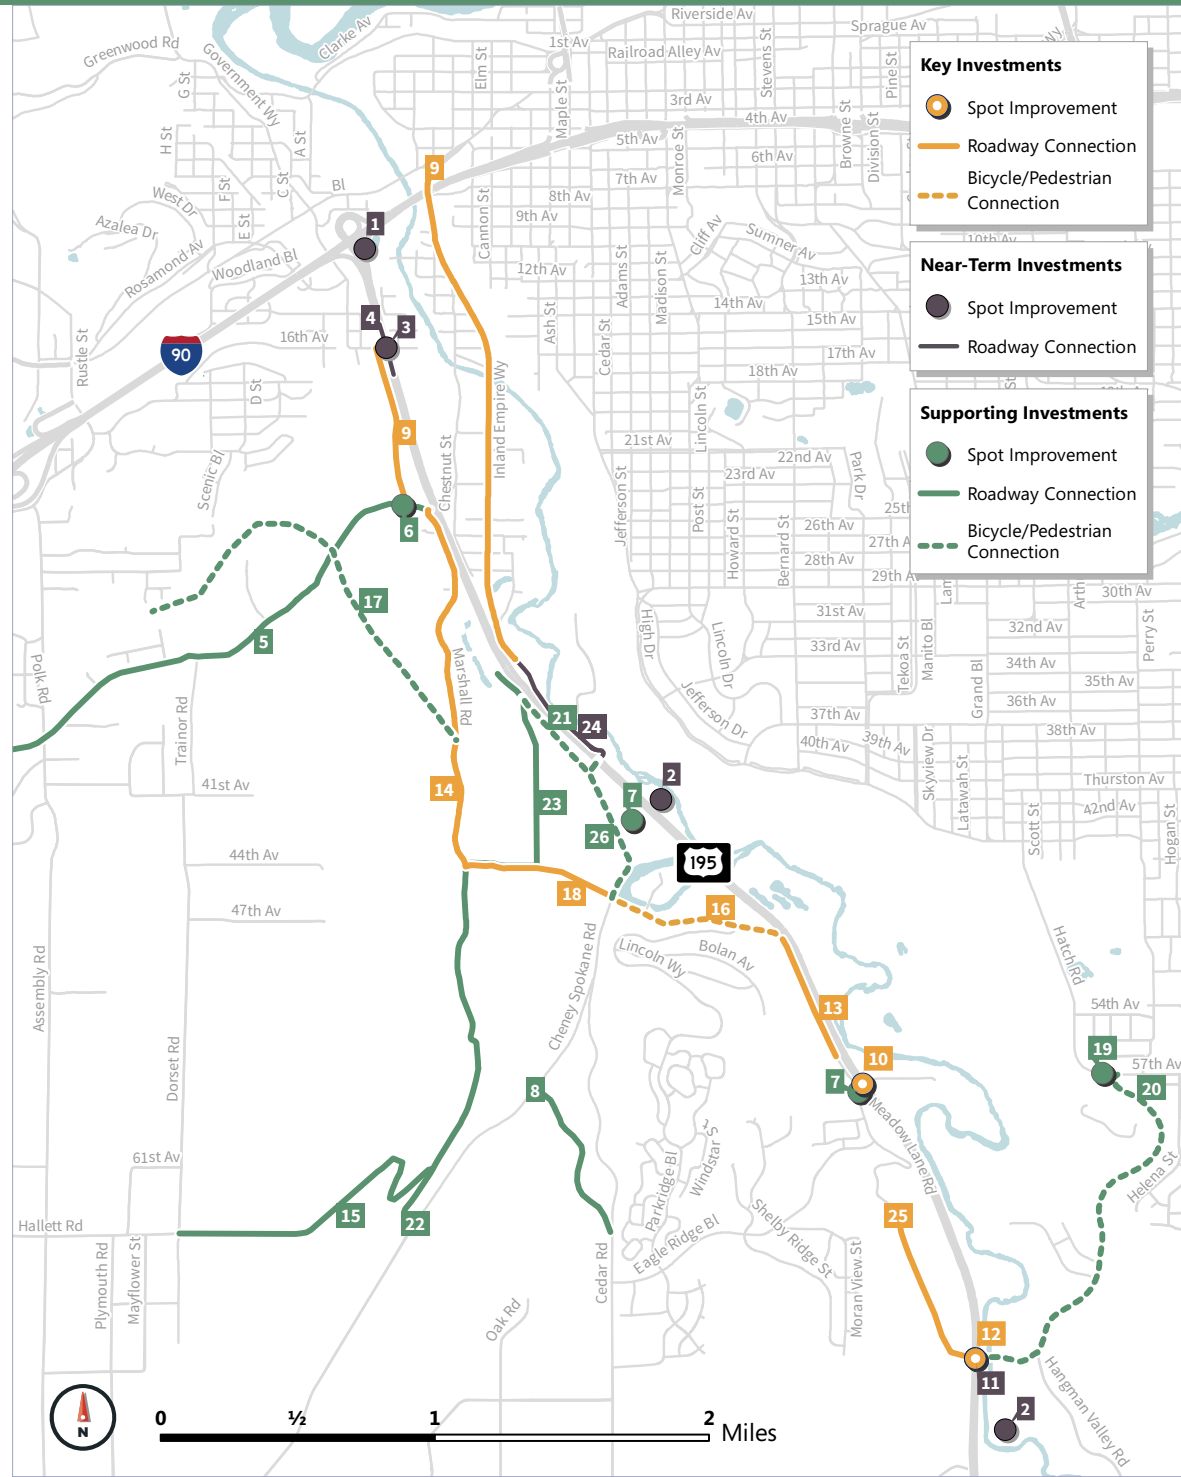 Riverside Av
Sprague Av
Clarke Av
1st Av
Railroad Alley Av
Greenwood Rd
Government Wy
Wy
Elm St
Stevens St
Pine St
G St
Maple St
3rd Av
4th Av
5th Av
H St
A St
Monroe St
6th Av
Browne St
Division St
7th Av
8th Av
9th Av
9
Bl
F St
C St
West Dr
E St
Azalea Dr
Rosamond Av
Woodland Bl
Cannon St
1
Cliff Av
Sumner Av
10th Av
12th Av
Adams St
Madison St
13th Av
14th Av
15th Av
4
3
16th Av
Ash St
Cedar St
17th Av
18th Av
Rustle St
90
D St
Inland Empire Wy
Lincoln St
9
Chestnut St
21st Av
22nd Av
23rd Av
Park Dr
Scenic Bl
Jefferson St
Post St
Howard St
Bernard St
26th Av
28th Av
29th Av
6
17
5
30th Av
31st Av
32nd Av
33rd Av
34th Av
35th Av
36th Av
37th Av
38th Av
39th Av
40th Av
Perry St
Manito Bl
Tekoa St
Grand Bl
High Dr
Lincoln Dr
Jefferson Dr
Polk Rd
Marshall Rd
Trainor Rd
21
24
Skyview Dr
Latawah St
Thurston Av
42nd Av
Scott St
Hogan St
41st Av
14
2
7
23
26
195
44th Av
18
16
47th Av
Lincoln Wy
Bolan Av
Cheney Spokane Rd
Assembly Rd
Hatch Rd
13
54th Av
10
7
19
57th Av
20
Dorset Rd
8
Meadow Lane Rd
Windstar St
Parkridge Bl
61st Av
Helena St
15
22
Hallett Rd
25
Shelby Ridge St
Eagle Ridge Bl
Plymouth Rd
Mayflower St
Cedar Rd
Moran View St
Oak Rd
12
11
2
Hangman Valley Rd
Key Investments
Spot Improvement
Roadway Connection
Bicycle/Pedestrian
Connection
Near-Term Investments
Spot Improvement
Roadway Connection
Supporting Investments
Spot Improvement
Roadway Connection
Bicycle/Pedestrian
Connection
N
0
½
1
2
Miles